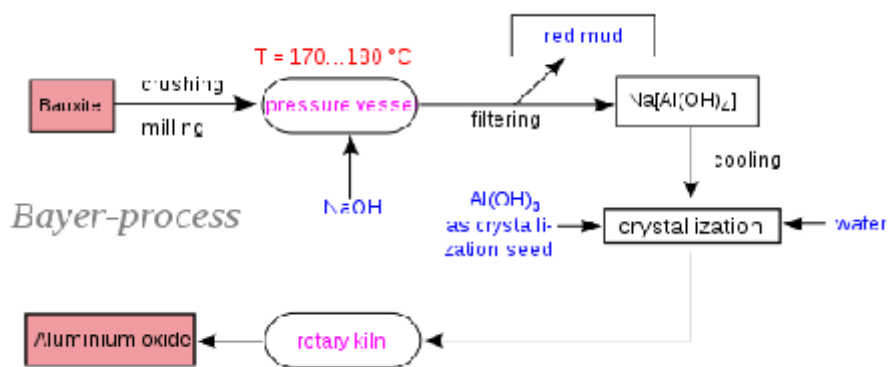 red mud
T = 170...180 °C
crushing
Bauxite
pressure vesse
Na[Al(OH)₄]
milling
filtering
cooling
NaOH
Al(OH)₃
as crystalli-
zation seed
Bayer-process
crystallization
water
Aluminium oxide
rotary kiln